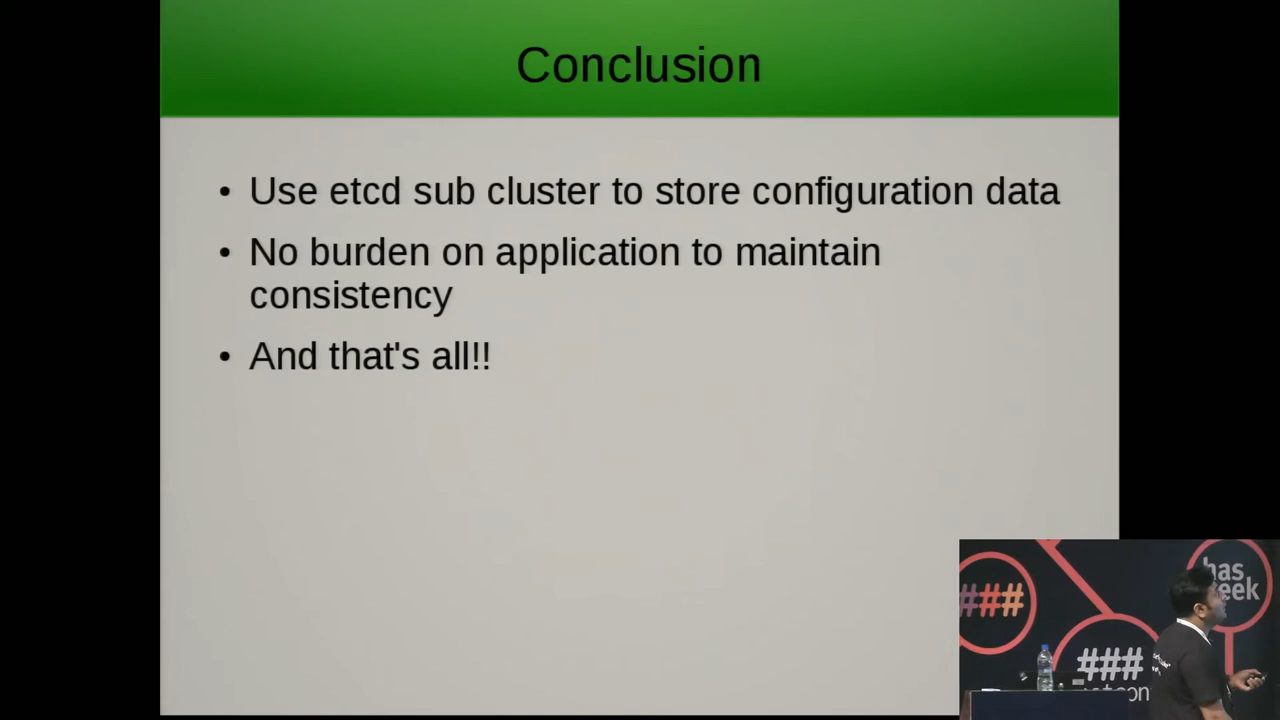 Conclusion
• Use etcd sub cluster to store configuration data
• No burden on application to maintain
consistency
• And that's all!!
###
has
geek
###